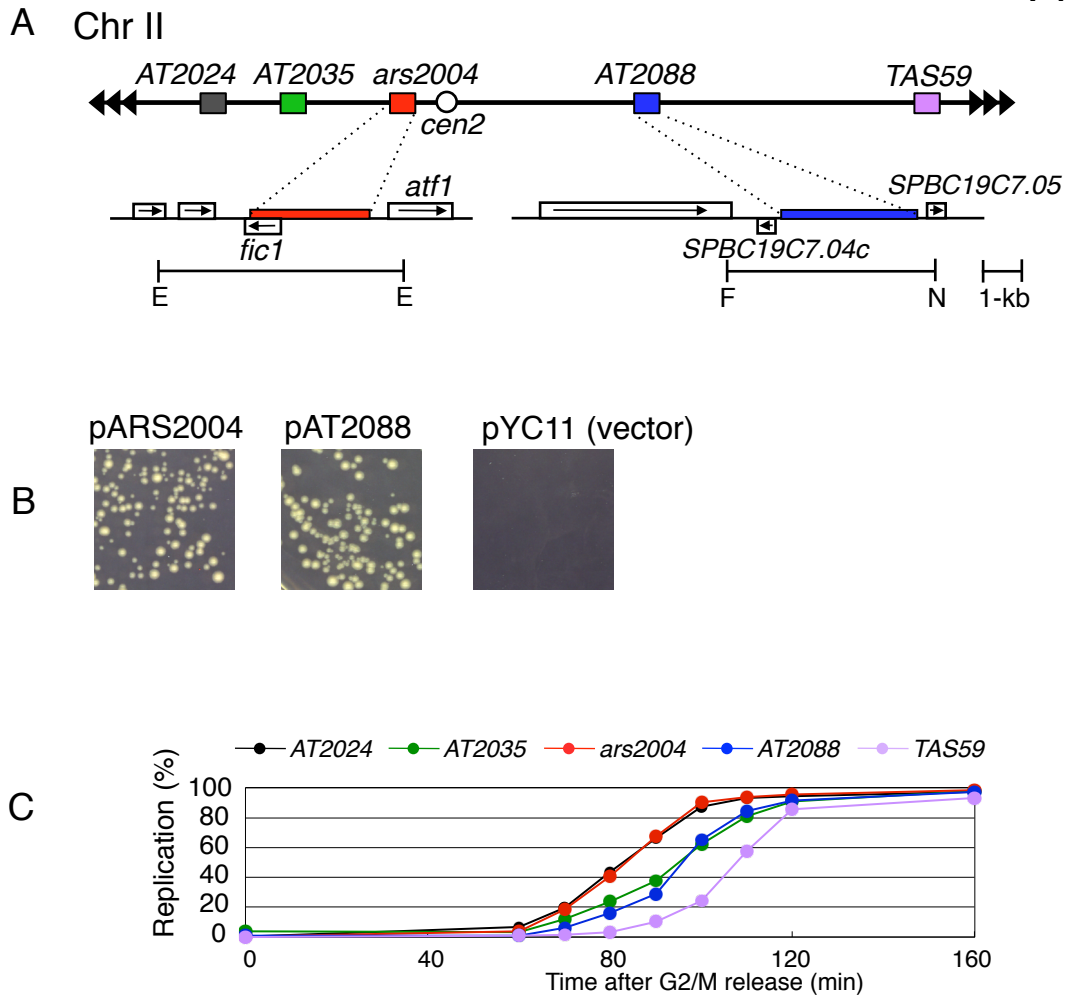 A Chr II
AT2024 AT2035 ars2004 AT2088 TAS59
cen2
atf1 SPBC19C7.05
fic1 SPBC19C7.04c
E E F N 1-kb
B
pARS2004 pAT2088 pYC11 (vector)
C
AT2024 AT2035 ars2004 AT2088 TAS59
Replication (%)
100
80
60
40
20
0
0 40 80 120 160
Time after G2/M release (min)